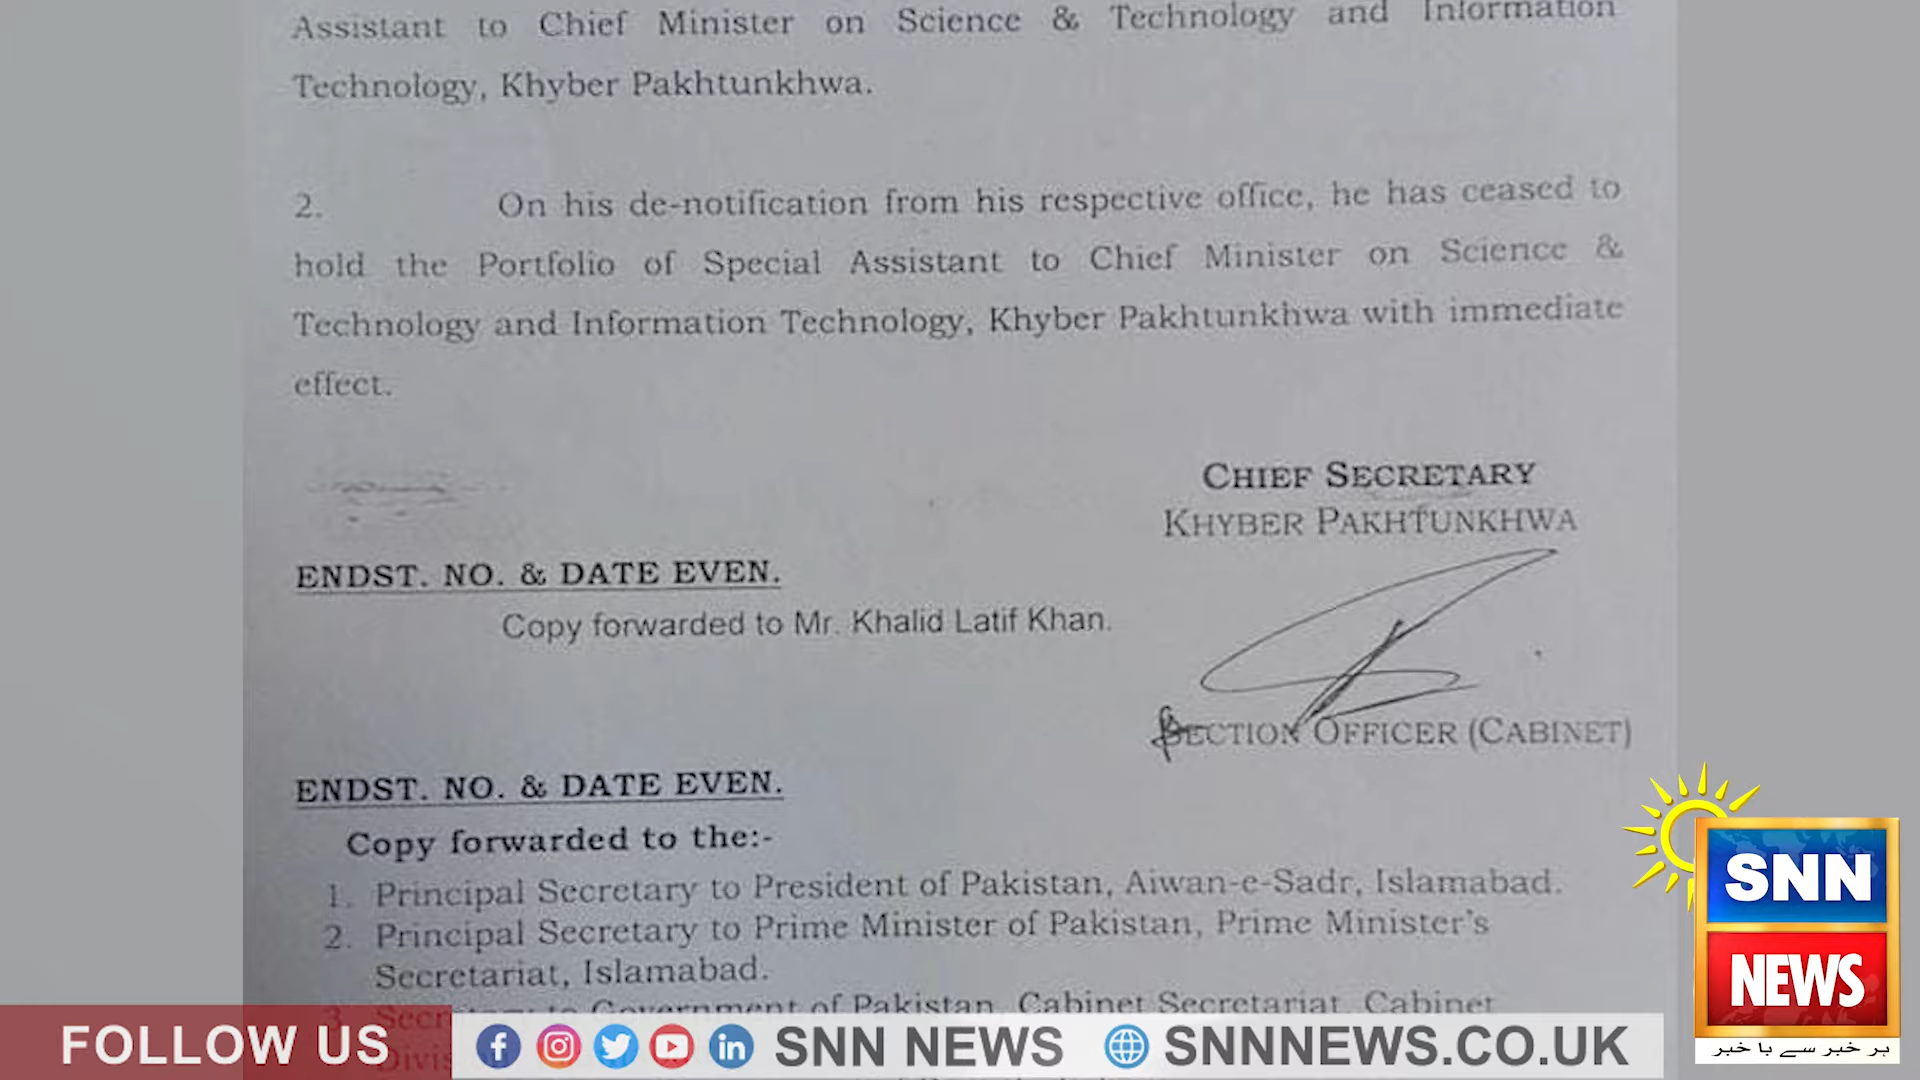 Assistant to Chief Minister on Science & Technology and Information
Technology, Khyber Pakhtunkhwa.
2. On his de-notification from his respective office, he has ceased to
hold the Portfolio of Special Assistant to Chief Minister on Science &
Technology and Information Technology, Khyber Pakhtunkhwa with immediate
effect.
CHIEF SECRETARY
KHYBER PAKHTUNKHWA
ENDST. NO. & DATE EVEN.
Copy forwarded to Mr. Khalid Latif Khan.
SECTION OFFICER (CABINET)
ENDST. NO. & DATE EVEN.
Copy forwarded to the:-
1. Principal Secretary to President of Pakistan, Aiwan-e-Sadr, Islamabad.
2. Principal Secretary to Prime Minister of Pakistan, Prime Minister's
Secretariat, Islamabad.
3. Secretary to Government of Pakistan, Cabinet Secretariat, Cabinet
SNN
NEWS
ہر خبر سے با خبر
FOLLOW US SNN NEWS SNNNEWS.CO.UK